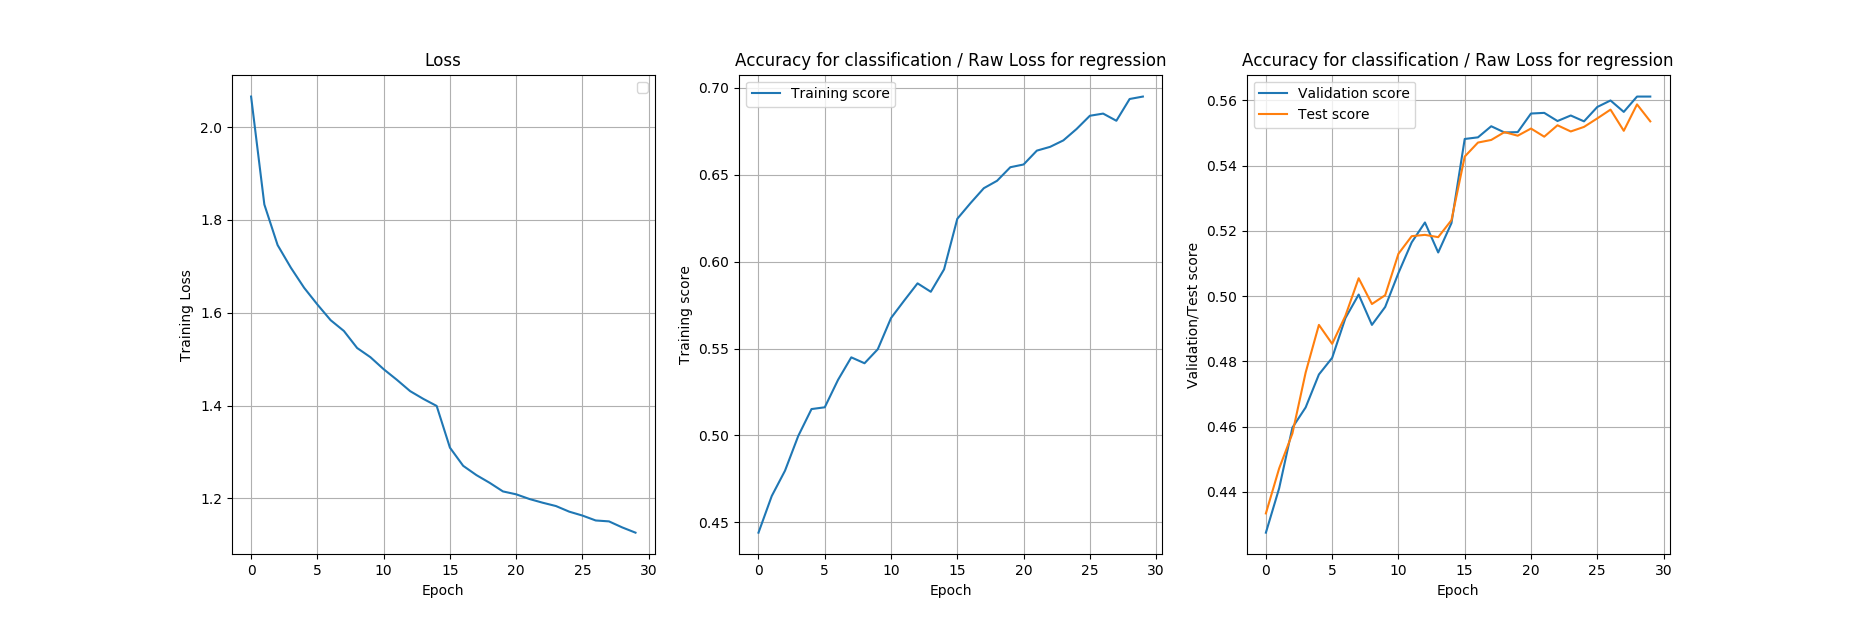 Loss
2.0
1.8
1.6
1.4
1.2
Training Loss
0 5 10 15 20 25 30
Epoch
Accuracy for classification / Raw Loss for regression
Training score
0.70
0.65
0.60
0.55
0.50
0.45
Training score
0 5 10 15 20 25 30
Epoch
Accuracy for classification / Raw Loss for regression
Validation score
Test score
0.56
0.54
0.52
0.50
0.48
0.46
0.44
Validation/Test score
0 5 10 15 20 25 30
Epoch